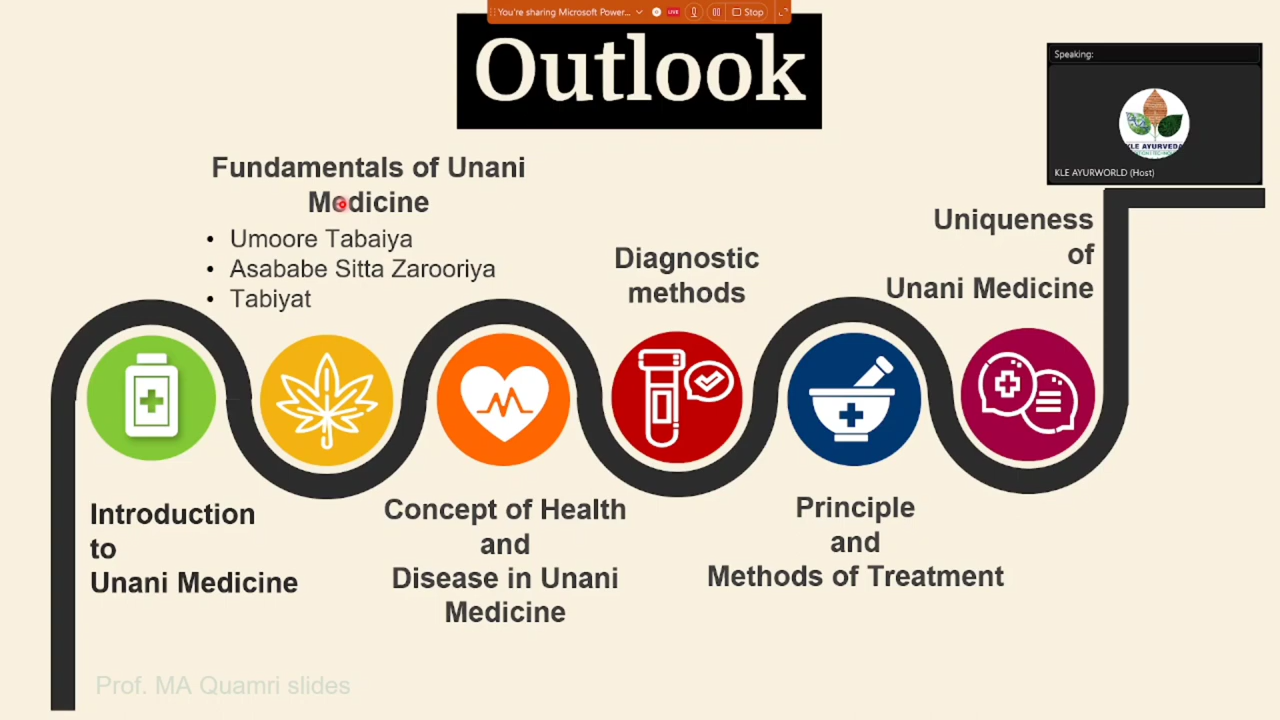 You're sharing Microsoft Power...
LIVE
Stop
Outlook
Speaking:
KLE AYURWORLD (Host)
Fundamentals of Unani
Medicine
• Umoore Tabaiya
• Asababe Sitta Zarooriya
• Tabiyat
Diagnostic
methods
Uniqueness
of
Unani Medicine
Introduction
to
Unani Medicine
Concept of Health
and
Disease in Unani
Medicine
Principle
and
Methods of Treatment
Prof. MA Quamri slides